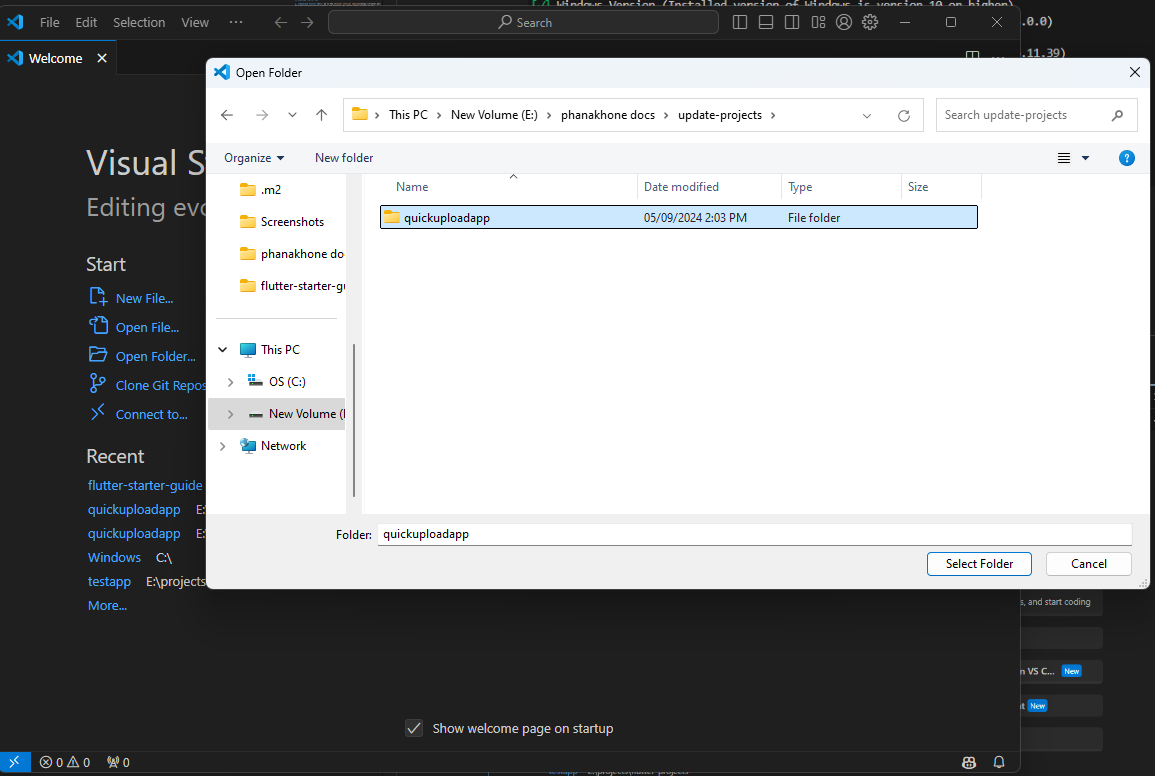 Windows Version (Installed version of Windows is version 10 or higher)
File Edit Selection View ... Search
.0.0)
Welcome
.11.39)
Open Folder
This PC > New Volume (E:) > phanakhone docs > update-projects >
Search update-projects
Organize New folder
Name Date modified Type Size
.m2
quickuploadapp 05/09/2024 2:03 PM File folder
Screenshots
phanakhone do
flutter-starter-gu
This PC
OS (C:)
New Volume (
Network
Folder: quickuploadapp
Select Folder Cancel
Visual S
Editing evo
Start
New File...
Open File...
Open Folder...
Clone Git Repos
Connect to...
Recent
flutter-starter-guide
quickuploadapp E:
quickuploadapp E:
Windows C:\
testapp E:\projects
More...
s, and start coding
n VS C... New
t New
Show welcome page on startup
0 0 0
testapp E:\projects\flutter-projects